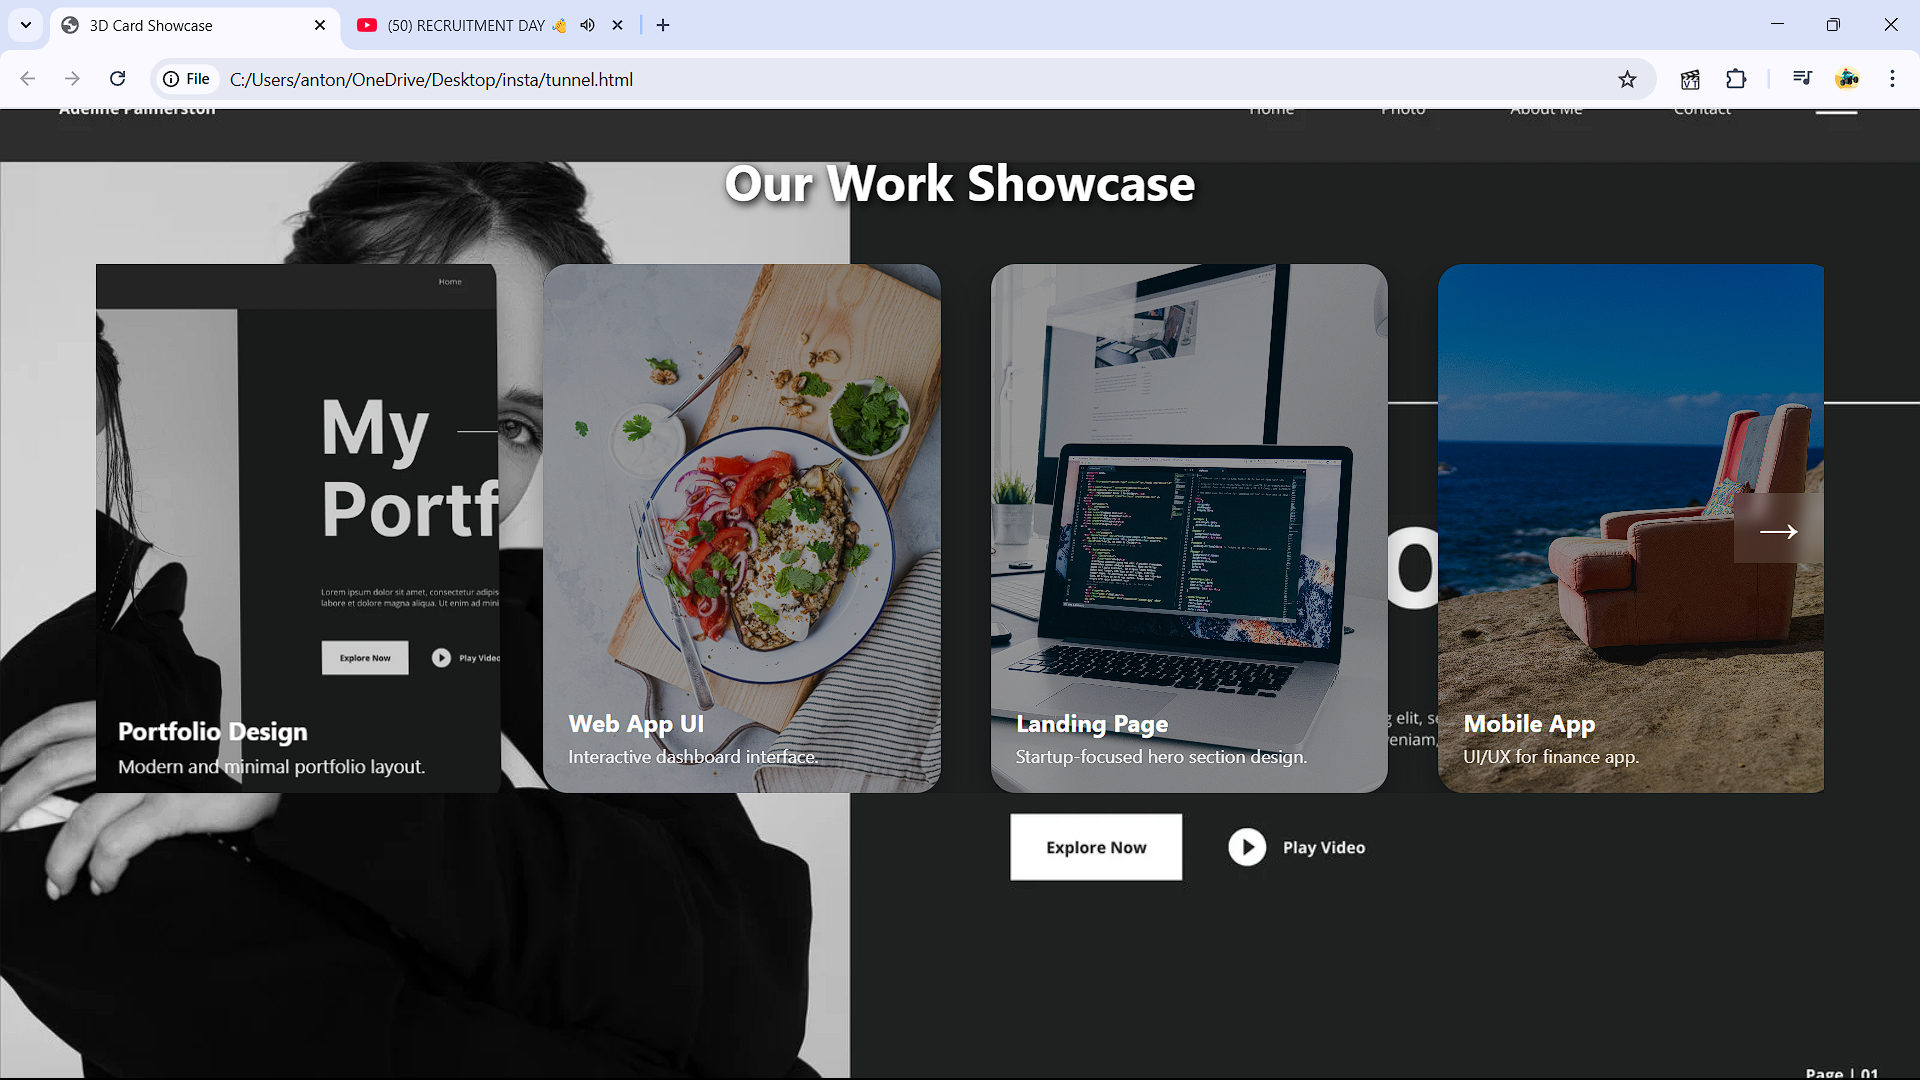 3D Card Showcase
(50) RECRUITMENT DAY
File
C:/Users/anton/OneDrive/Desktop/insta/tunnel.html
Adeline Palmerston
Home
Photo
About Me
Contact
Our Work Showcase
Home
My
Portf
Lorem ipsum dolor sit amet, consectetur adipis
labore et dolore magna aliqua. Ut enim ad mini
Explore Now
Play Video
Portfolio Design
Modern and minimal portfolio layout.
Web App UI
Interactive dashboard interface.
Landing Page
Startup-focused hero section design.
Mobile App
UI/UX for finance app.
o
g elit, se
veniam,
Explore Now
Play Video
Page | 01